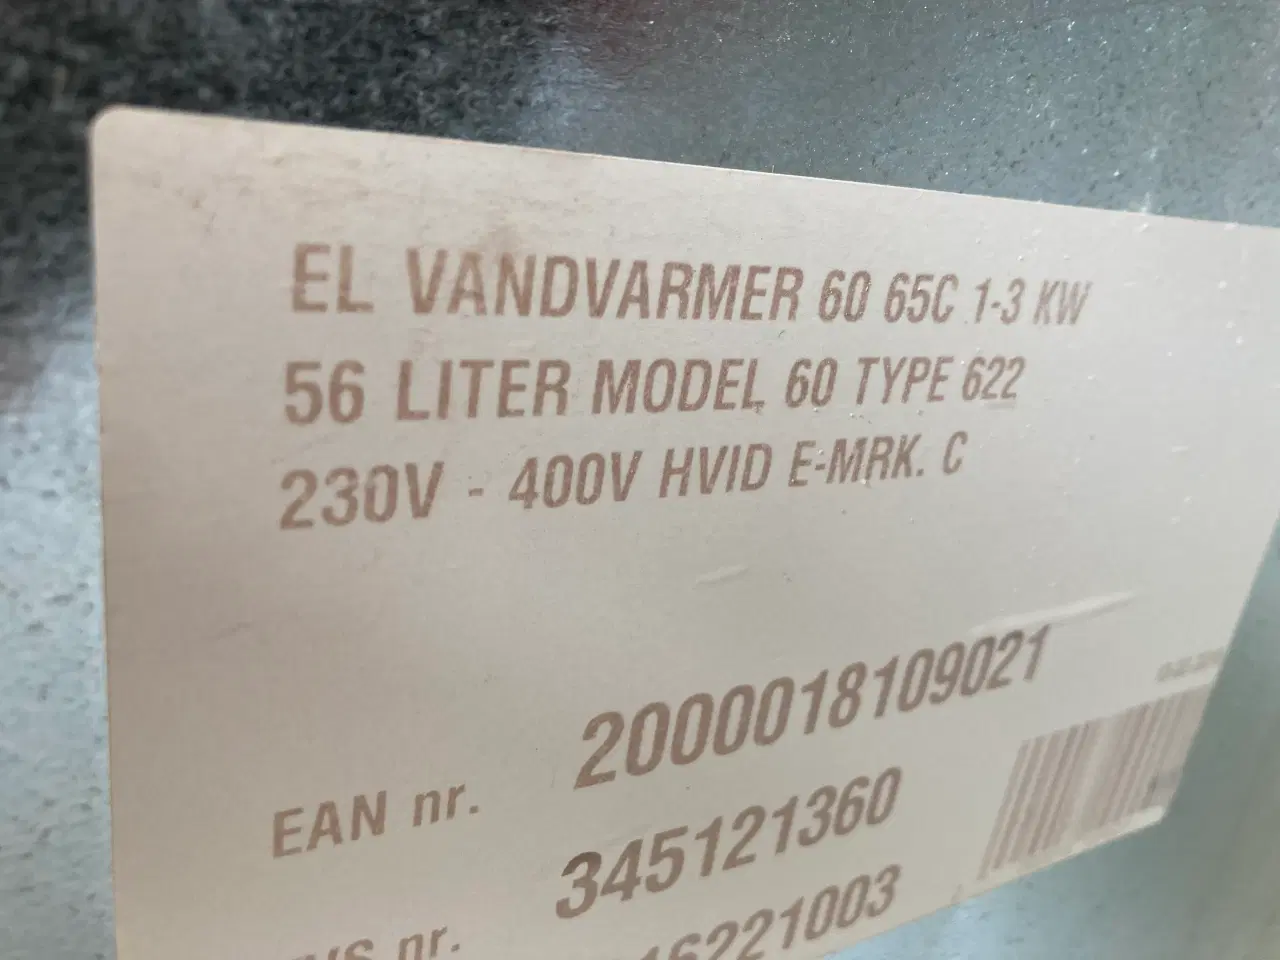 EL VANDVARMER 60 65C 1-3 KW
56 LITER MODEL 60 TYPE 622
230V - 400V HVID E-MRK. C
EAN nr. 2000018109021
345121360
nr. 16221003